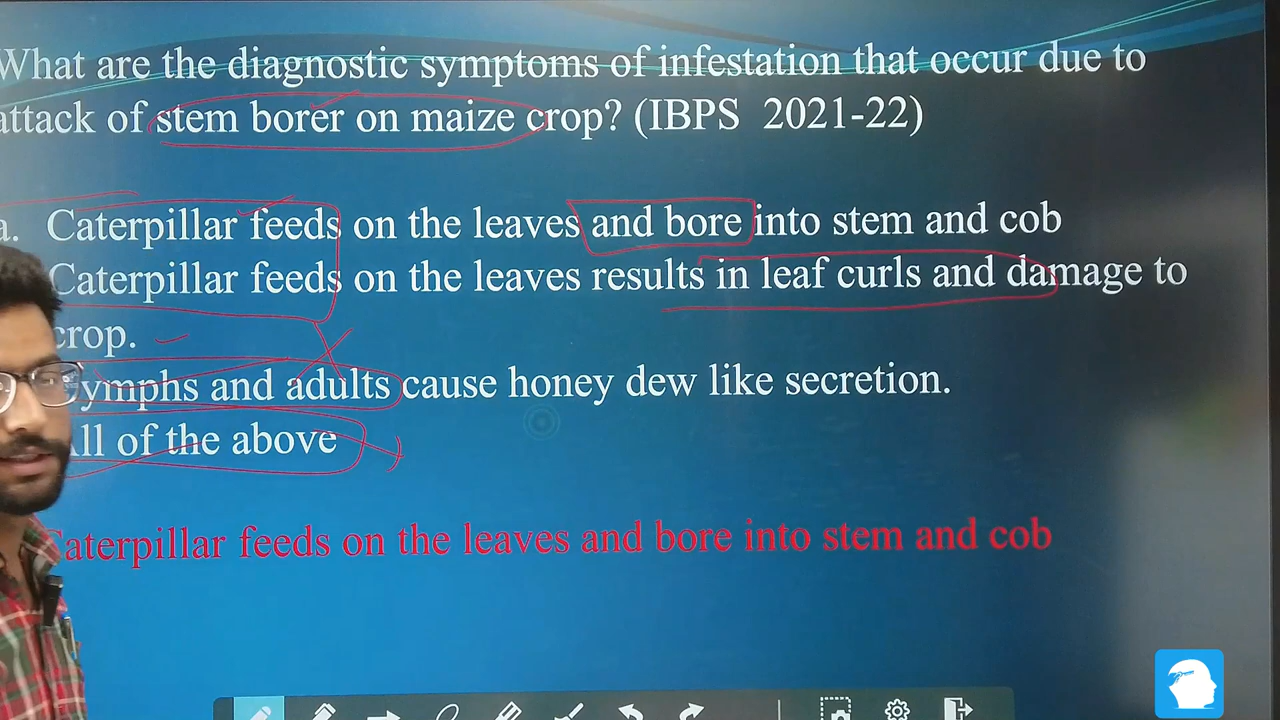 What are the diagnostic symptoms of infestation that occur due to
attack of stem borer on maize crop? (IBPS 2021-22)
a. Caterpillar feeds on the leaves and bore into stem and cob
Caterpillar feeds on the leaves results in leaf curls and damage to
crop.
and adults cause honey dew like secretion.
of the above
Caterpillar feeds on the leaves and bore into stem and cob